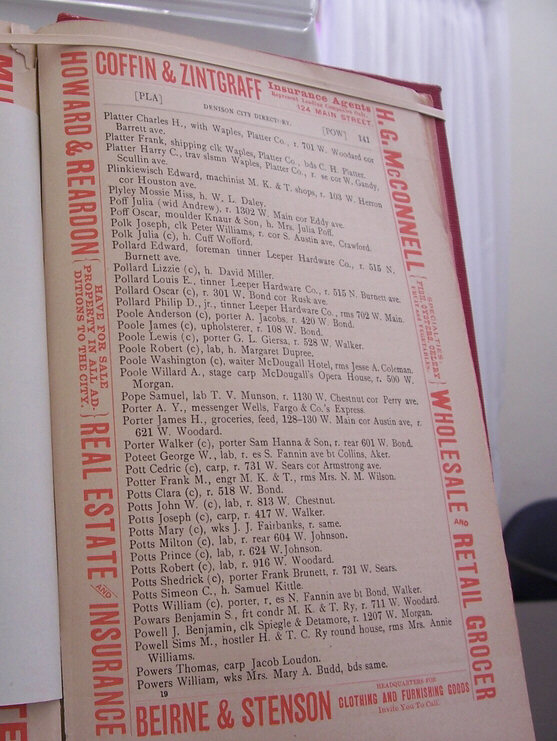 COFFIN & ZINTGRAFF
Insurance Agents
Represent Leading Companies Only.
124 MAIN STREET.
HOWARD & REARDON
HAVE FOR SALE
PROPERTY IN ALL AD-
DITIONS TO THE CITY.
REAL ESTATE AND INSURANCE
[PLA]
DENISON CITY DIRECTORY.
[POW]
141
Platter Charles H., with Waples, Platter Co., r. 701 W. Woodard cor
Barrett ave.
Platter Frank, shipping clk Waples, Platter Co., bds C. H. Platter.
Platter Harry C., trav slsmn Waples, Platter Co., r. se cor W. Gandy,
Scullin ave.
Plinkiewisch Edward, machinist M. K. & T. shops, r. 103 W. Herron
cor Houston ave.
Plyley Mossie Miss, h. W. L. Daley.
Poff Julia (wid Andrew), r. 1302 W. Main cor Eddy ave.
Poff Oscar, moulder Knaur & Son, h. Mrs. Julia Poff.
Polk Joseph, clk Peter Williams, r. cor S. Austin ave, Crawford.
Polk Julia (c), h. Cuff Wofford.
Pollard Edward, foreman tinner Leeper Hardware Co., r. 515 N.
Burnett ave.
Pollard Lizzie (c), h. David Miller.
Pollard Louis E., tinner Leeper Hardware Co., r. 515 N. Burnett ave.
Pollard Oscar (c), r. 301 W. Bond cor Rusk ave.
Pollard Philip D., jr., tinner Leeper Hardware Co., rms 702 W. Main.
Poole Anderson (c), porter A. Jacobs, r. 420 W. Bond.
Poole James (c), upholsterer, r. 108 W. Bond.
Poole Lewis (c), porter G. L. Giersa, r. 528 W. Walker.
Poole Robert (c), lab, h. Margaret Dupree.
Poole Washington (c), waiter McDougall Hotel, rms Jesse A. Coleman.
Poole Willard A., stage carp McDougall's Opera House, r. 500 W.
Morgan.
Pope Samuel, lab T. V. Munson, r. 1130 W. Chestnut cor Perry ave.
Porter A. Y., messenger Wells, Fargo & Co.'s Express.
Porter James H., groceries, feed, 128-130 W. Main cor Austin ave, r.
621 W. Woodard.
Porter Walker (c), porter Sam Hanna & Son, r. rear 601 W. Bond.
Poteet George W., lab, r. es S. Fannin ave bt Collins, Aker.
Pott Cedric (c), carp, r. 731 W. Sears cor Armstrong ave.
Potter Frank M., engr M. K. & T., rms Mrs. N. M. Wilson.
Potts Clara (c), r. 518 W. Bond.
Potts John W. (c), lab, r. 813 W. Chestnut.
Potts Joseph (c), carp, r. 417 W. Walker.
Potts Mary (c), wks J. J. Fairbanks, r. same.
Potts Milton (c), lab, r. rear 604 W. Johnson.
Potts Prince (c), lab, r. 624 W. Johnson.
Potts Robert (c), lab, r. 916 W. Woodard.
Potts Shedrick (c), porter Frank Brunett, r. 731 W. Sears.
Potts Simeon C., h. Samuel Kittle.
Potts William (c), porter, r, es N. Fannin ave bt Bond, Walker.
Powars Benjamin S., frt condr M. K. & T. Ry, r. 711 W. Woodard.
Powell J. Benjamin, clk Spiegle & Detamore, r. 1207 W. Morgan.
Powell Sims M., hostler H. & T. C. Ry round house, rms Mrs. Annie
Williams.
Powers Thomas, carp Jacob Loudon.
Powers William, wks Mrs. Mary A. Budd, bds same.
19
H. G. McCONNELL
SPECIALTIES
FISH, OYSTERS, CELERY
WHOLESALE AND RETAIL GROCER
BEIRNE & STENSON
HEADQUARTERS FOR
CLOTHING AND FURNISHING GOODS
Invite You To Call.